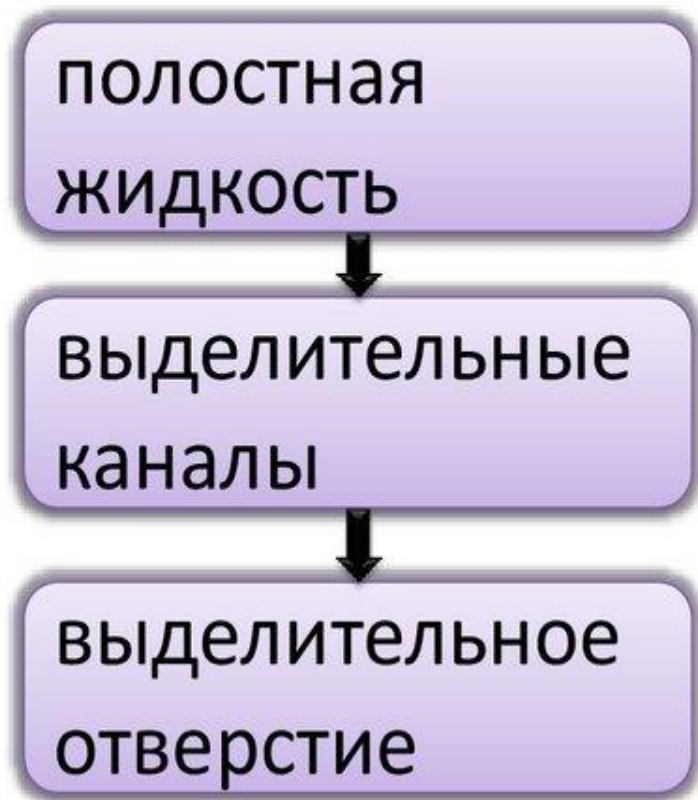 полостная
жидкость
выделительные
каналы
выделительное
отверстие